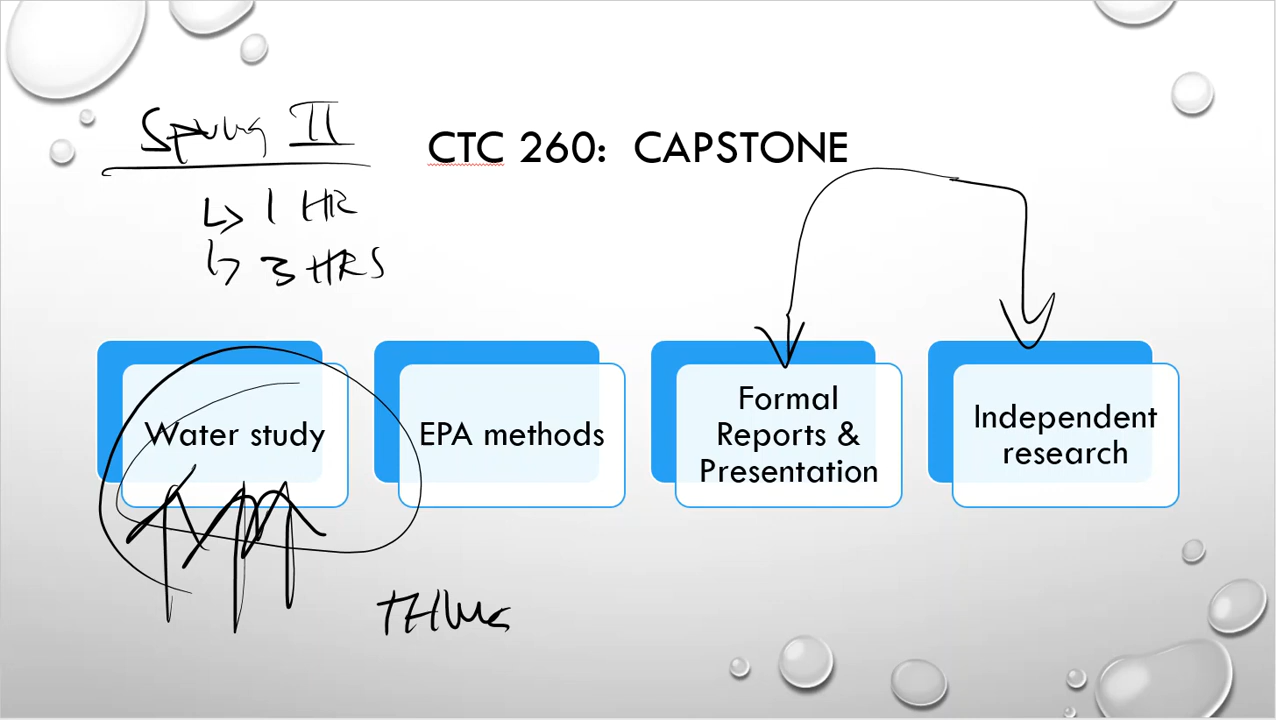 Spring II
CTC 260: CAPSTONE
↳ 1 HR
↳ 3 HRS
Water study
EPA methods
Formal
Reports &
Presentation
Independent
research
THMs